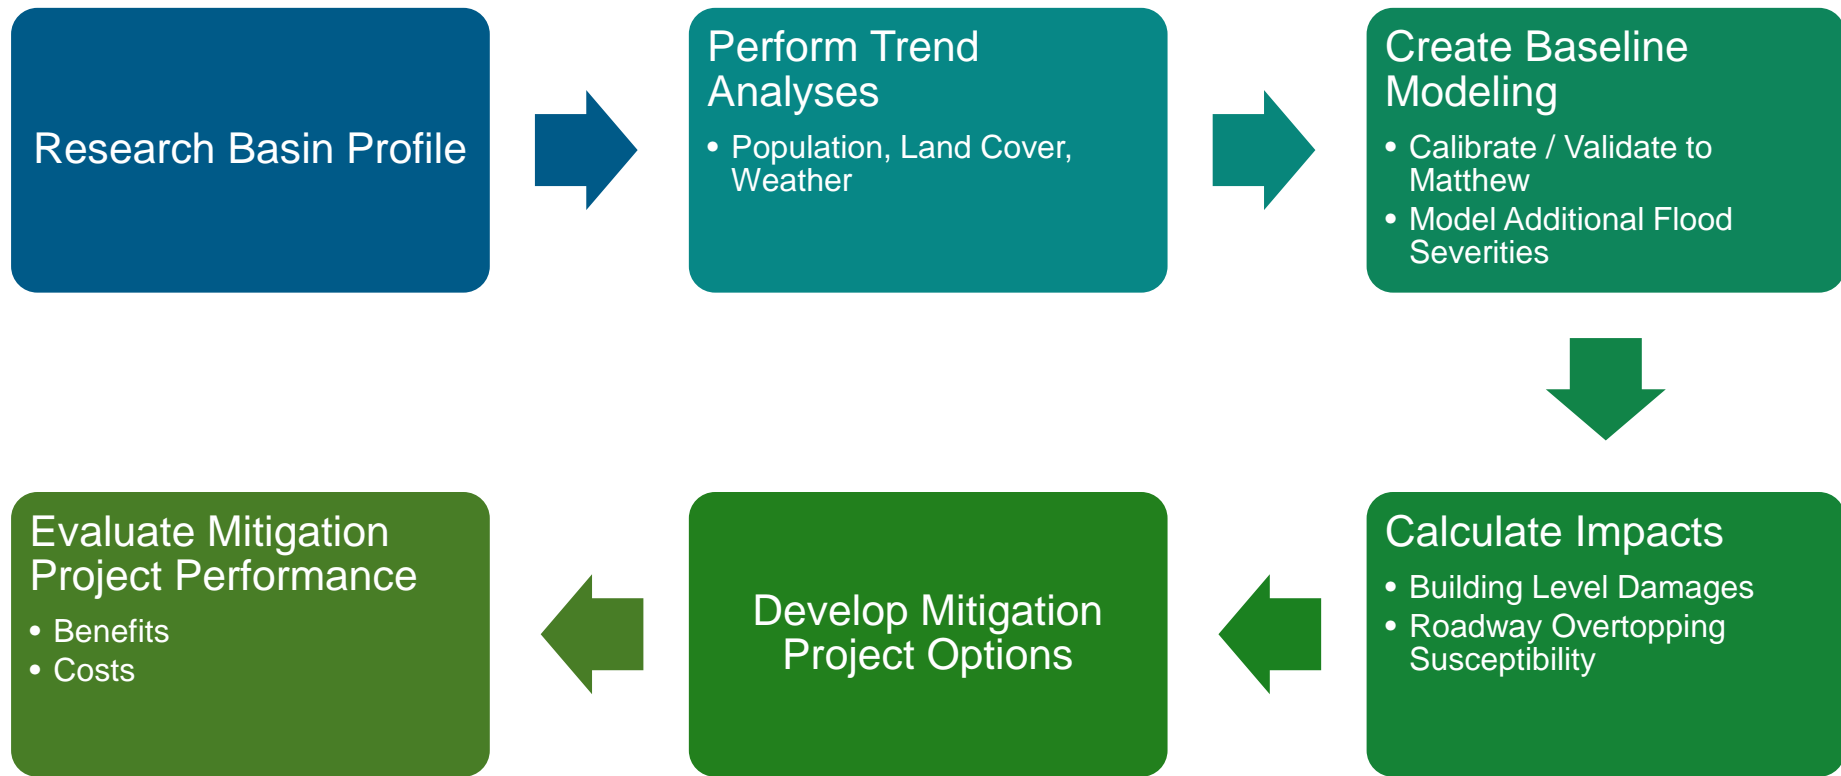 Research Basin Profile
Perform Trend
Analyses
• Population, Land Cover,
Weather
Create Baseline
Modeling
• Calibrate / Validate to
Matthew
• Model Additional Flood
Severities
Calculate Impacts
• Building Level Damages
• Roadway Overtopping
Susceptibility
Develop Mitigation
Project Options
Evaluate Mitigation
Project Performance
• Benefits
• Costs